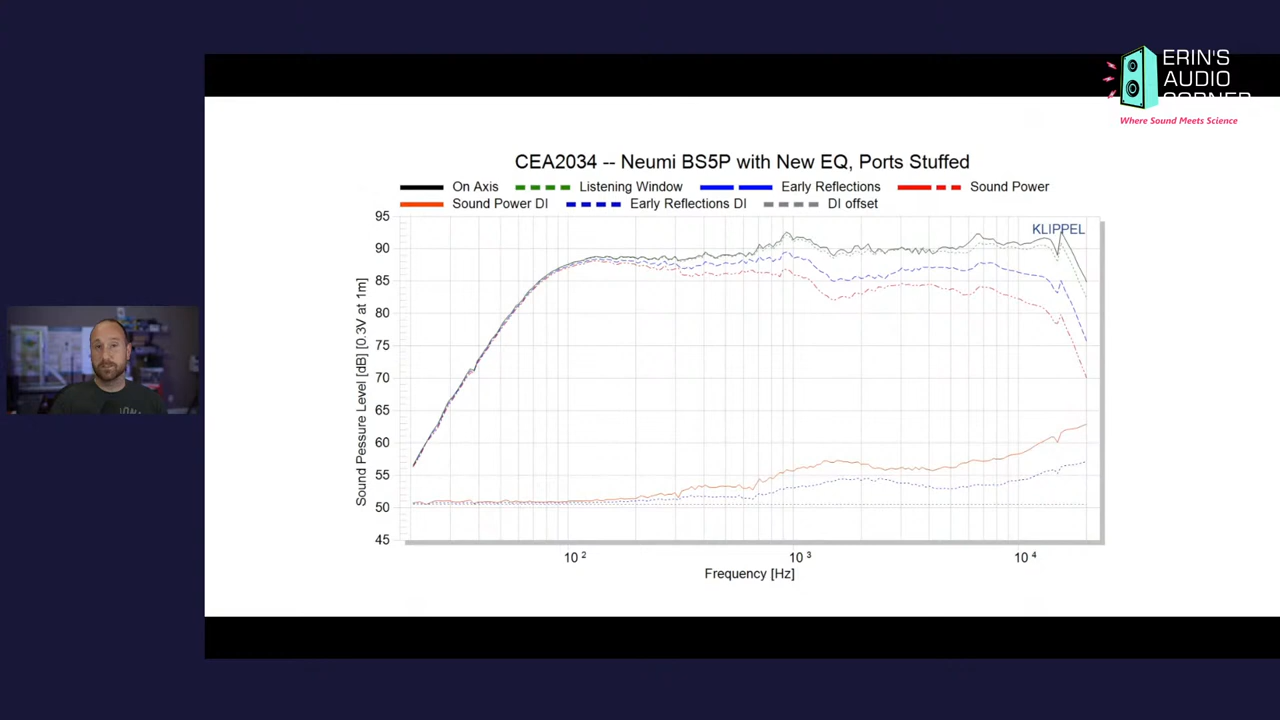 ERIN'S
AUDIO
CORNER
Where Sound Meets Science
CEA2034 -- Neumi BS5P with New EQ, Ports Stuffed
On Axis Listening Window Early Reflections Sound Power
Sound Power DI Early Reflections DI DI offset
KLIPPEL
95
90
85
80
75
70
65
60
55
50
45
Sound Pessure Level [dB] [0.3V at 1m]
10 2 10 3 10 4
Frequency [Hz]